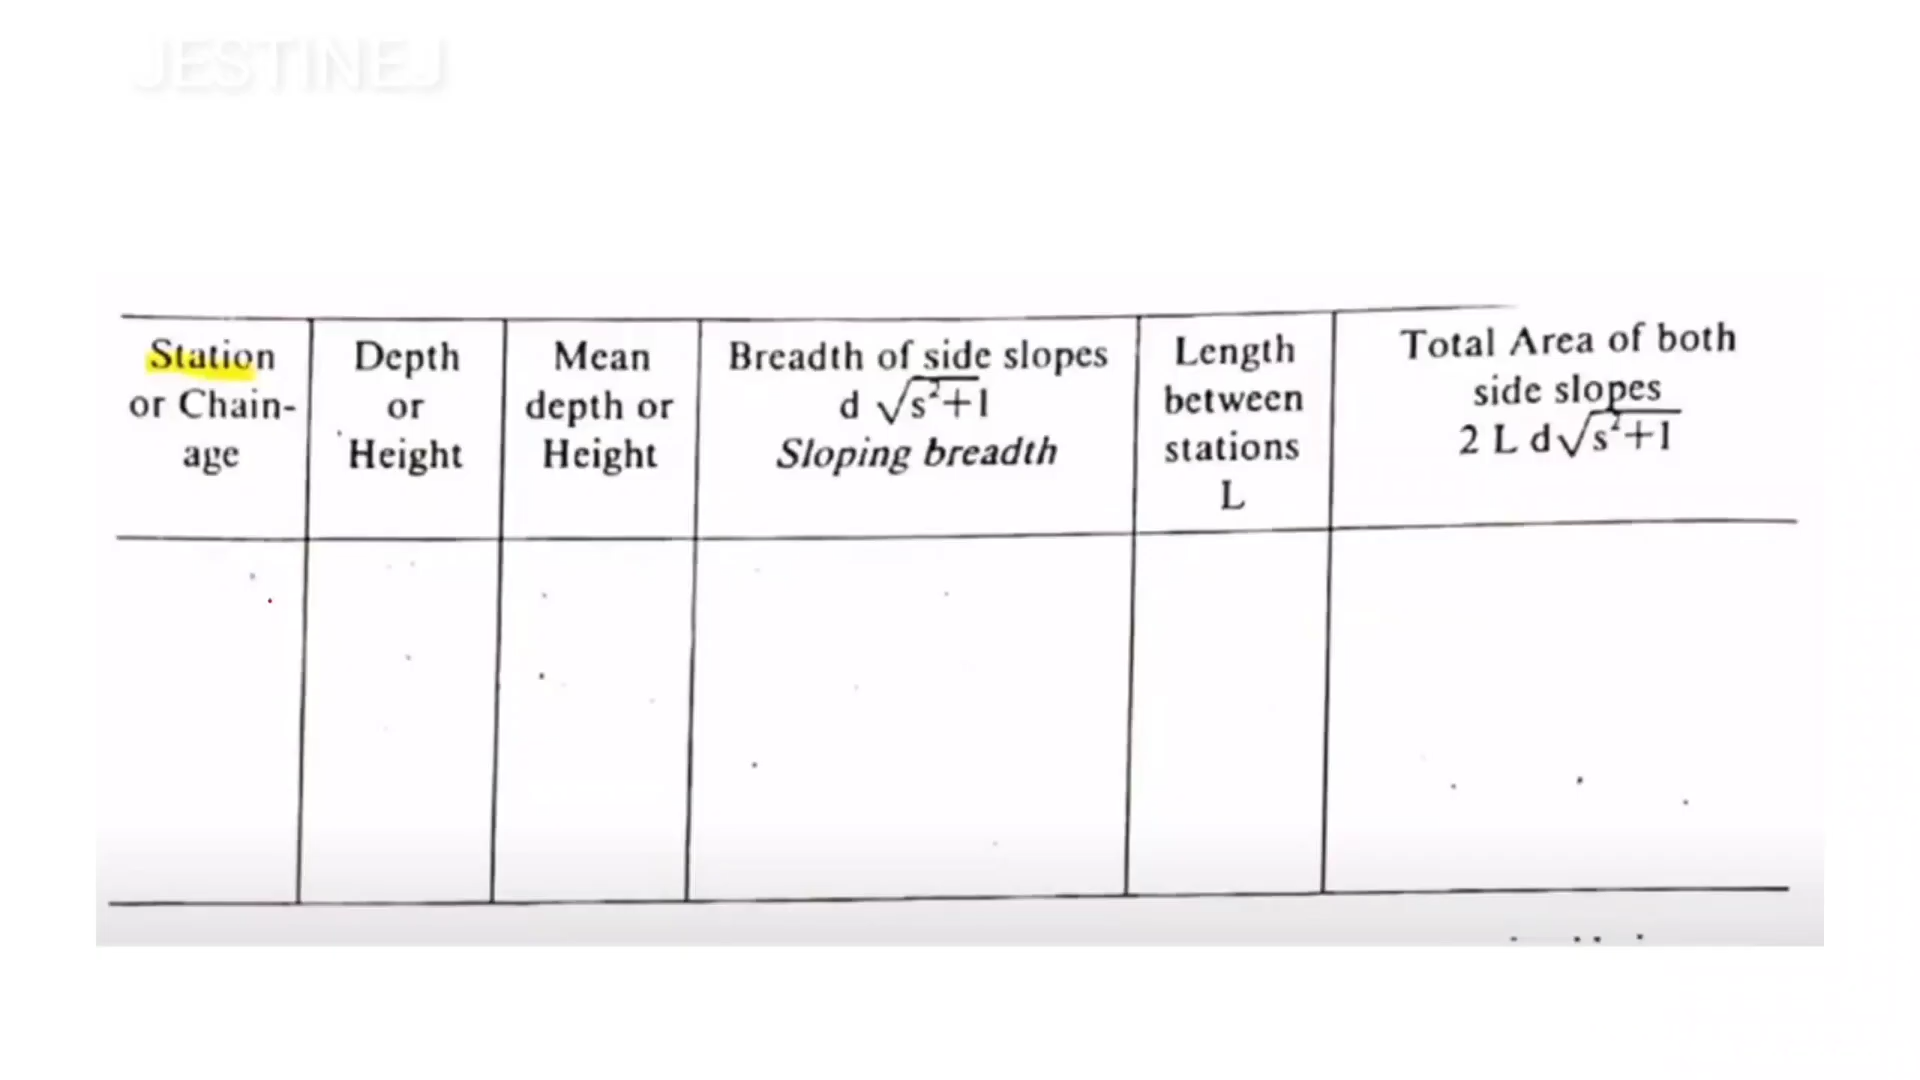 JESTINEJ
Station
or Chain-
age
Depth
or
Height
Mean
depth or
Height
Breadth of side slopes
d √s²+1
Sloping breadth
Length
between
stations
L
Total Area of both
side slopes
2 L d√s²+1